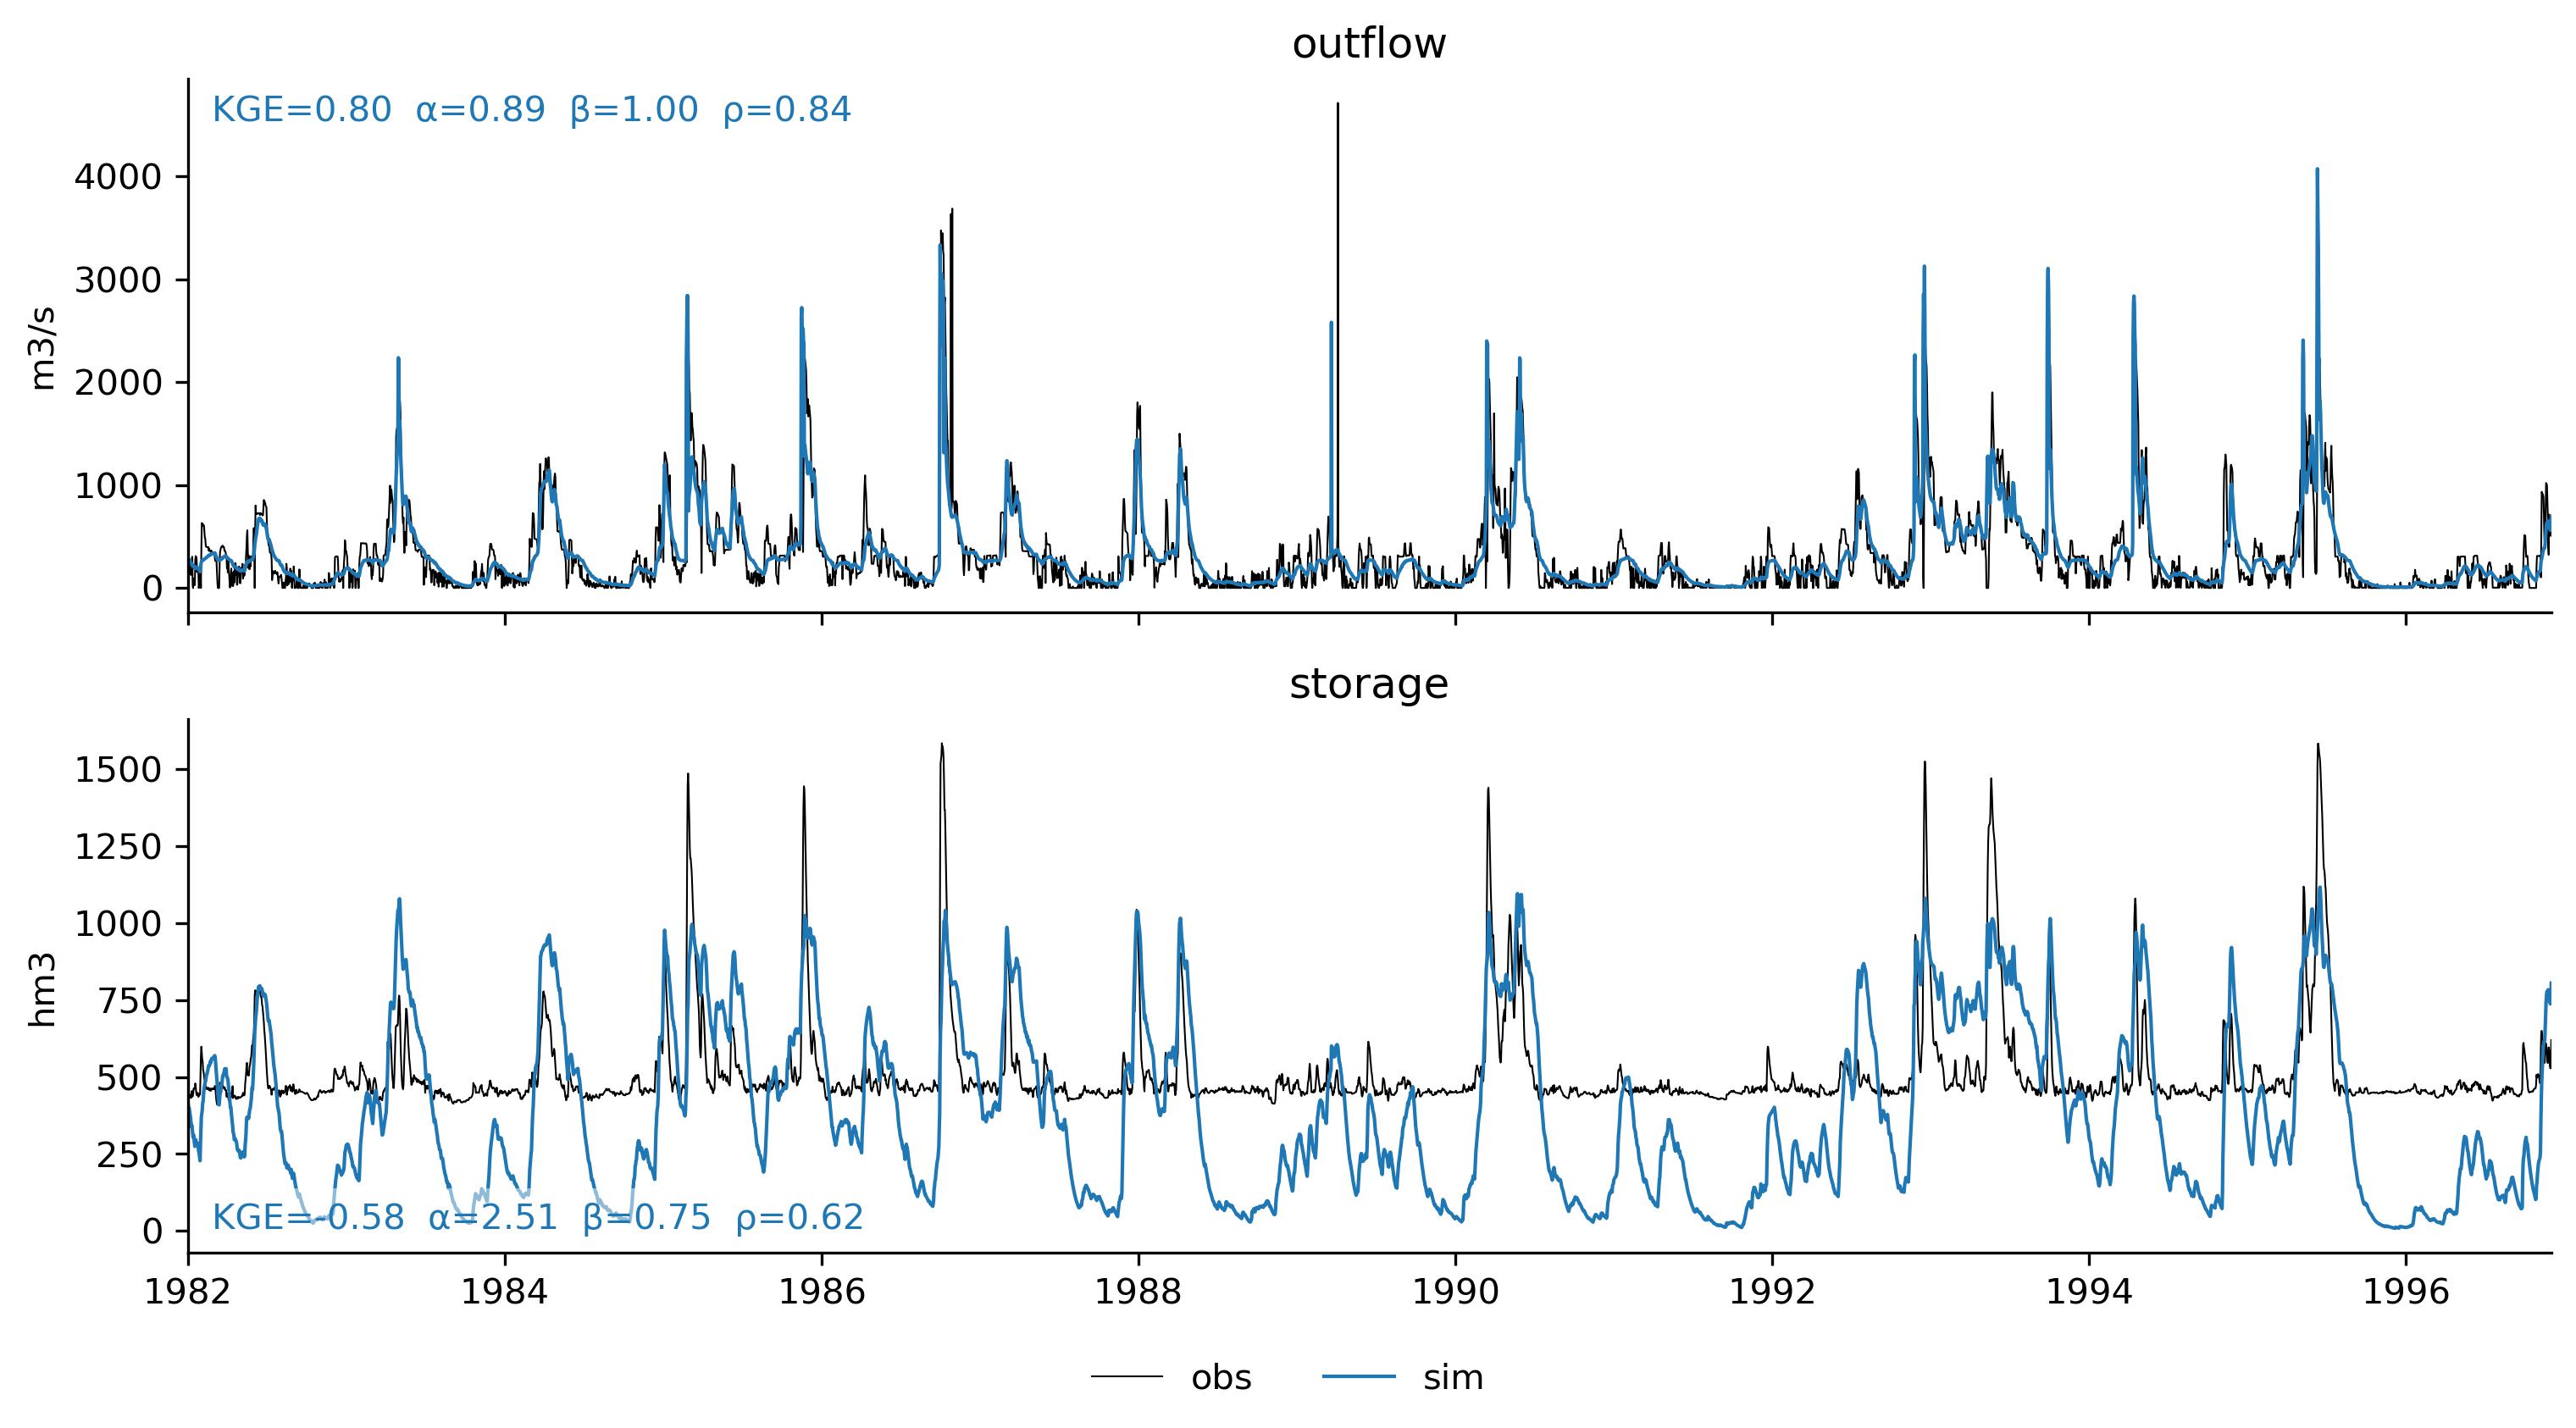 outflow
KGE=0.80 α=0.89 β=1.00 ρ=0.84
m3/s
4000
3000
2000
1000
0
storage
hm3
1500
1250
1000
750
500
250
0
KGE=-0.58 α=2.51 β=0.75 ρ=0.62
1982 1984 1986 1988 1990 1992 1994 1996
obs sim